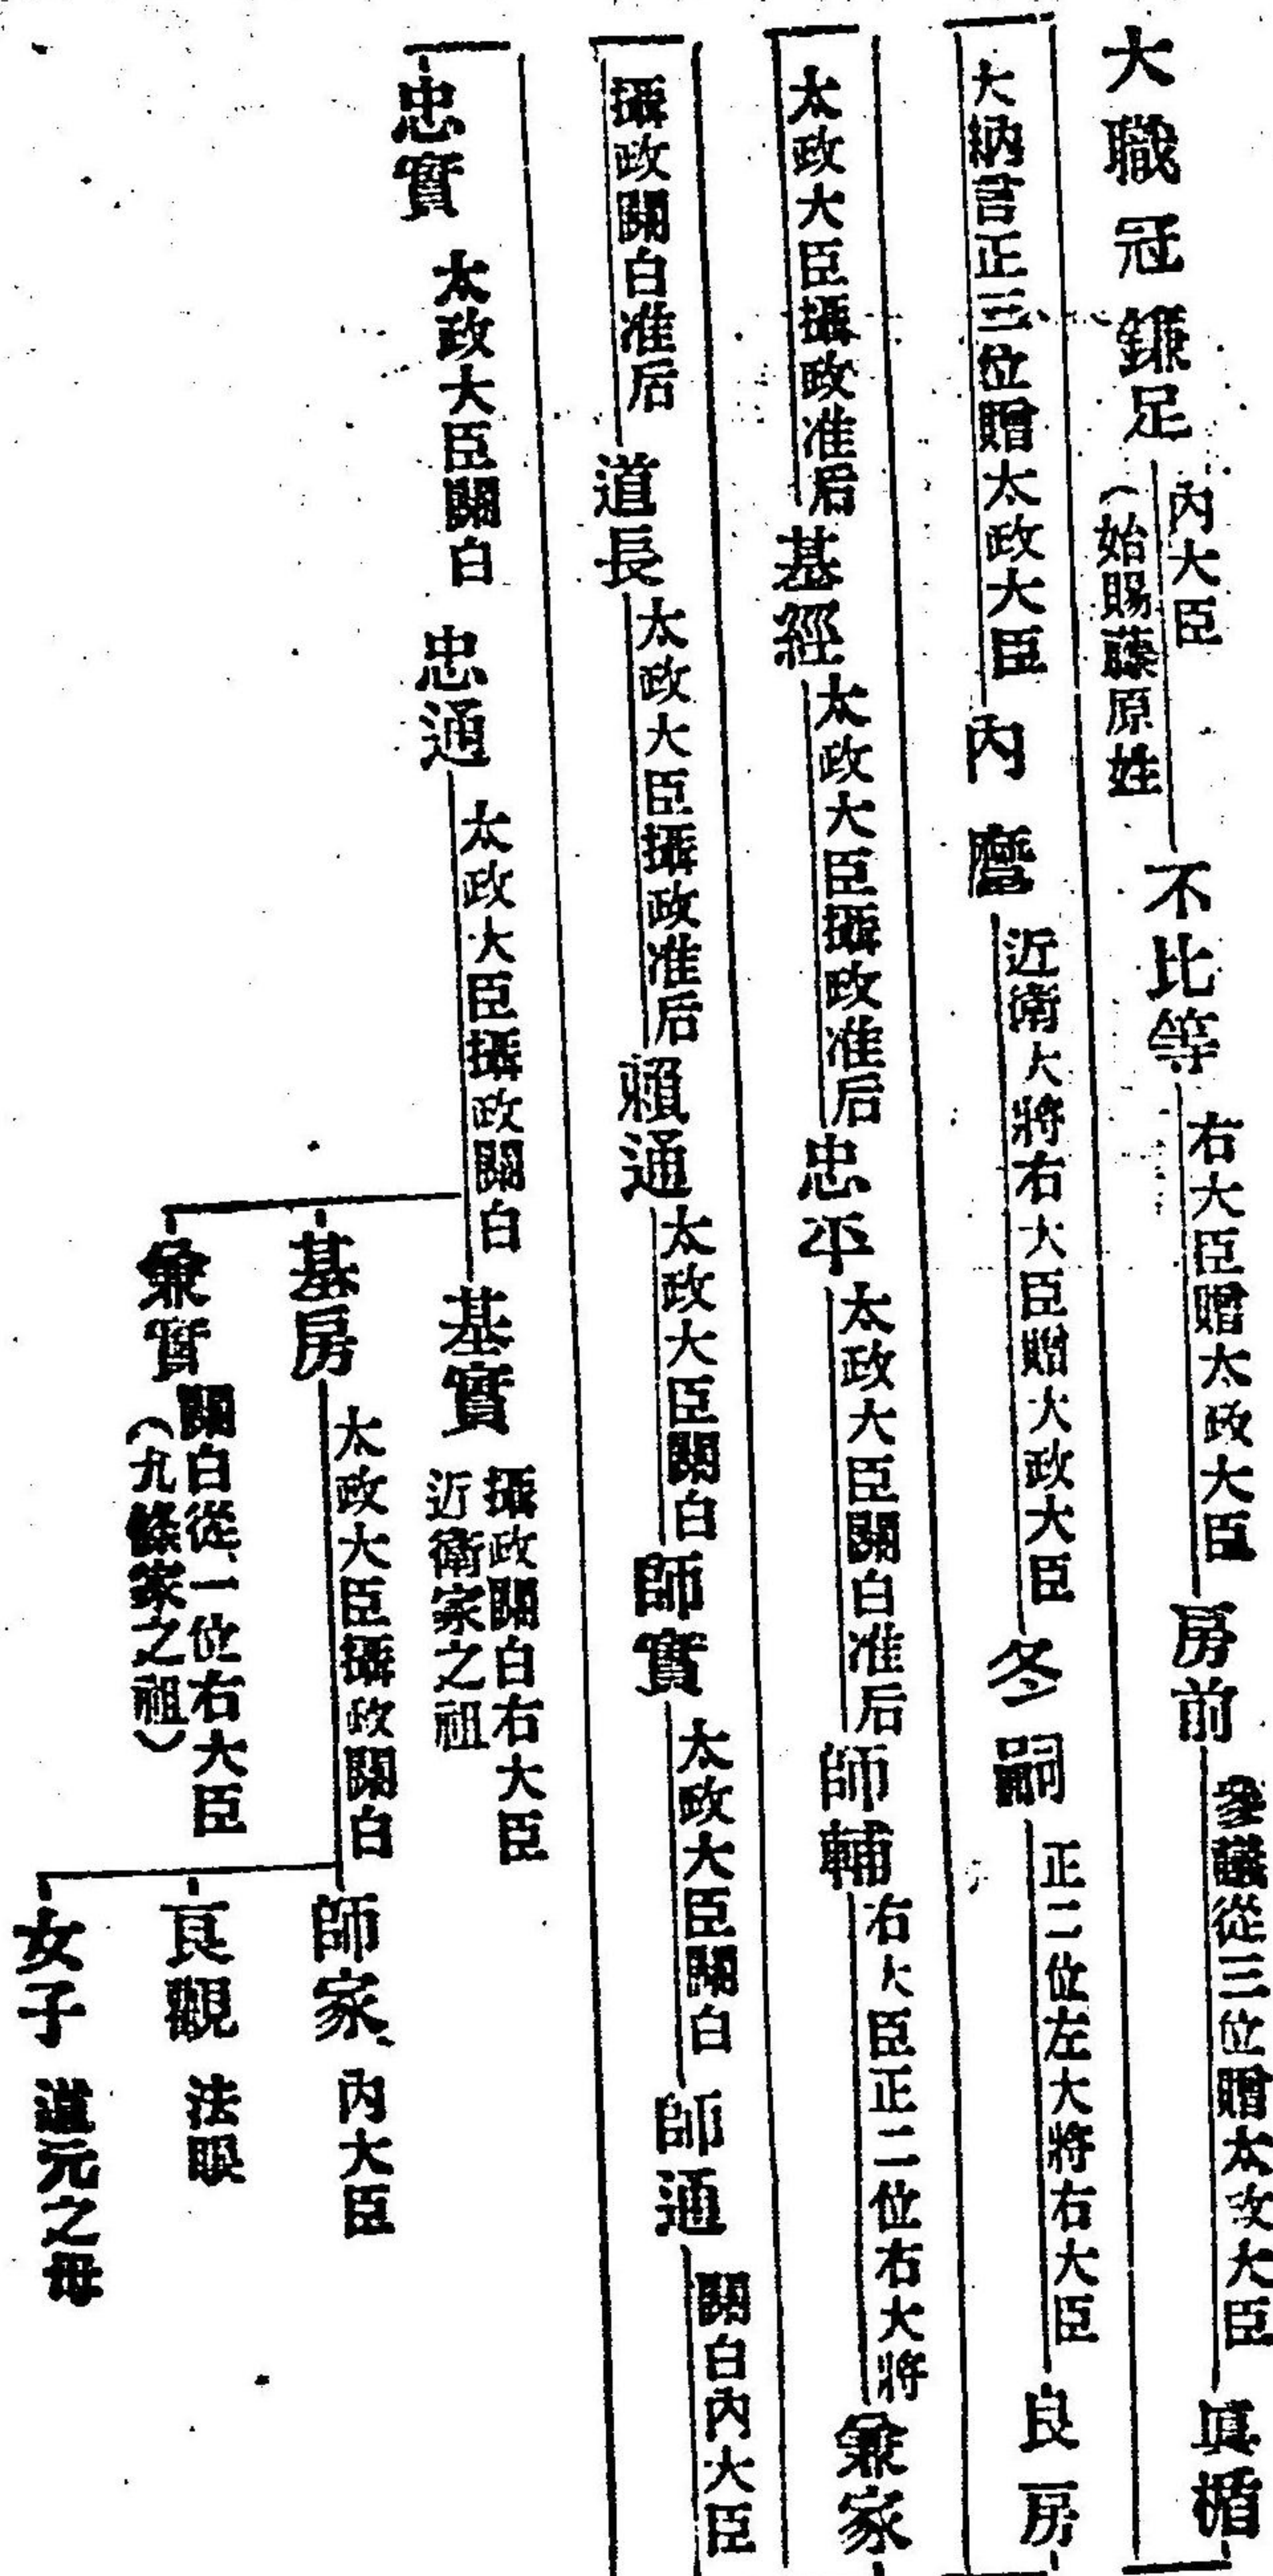 大職冠鎌足 內大臣(始賜藤原姓) 不比等 右大臣贈太政大臣 房前 參議從三位贈太政大臣 眞楯
大納言正三位贈太政大臣 內麿 近衛大將右大臣贈大政大臣 冬嗣 正二位左大將右大臣 良房
太政大臣攝政准后 基經 太政大臣攝政准后 忠平 太政大臣關白准后 師輔 右大臣正二位右大將 兼家
攝政關白准后 道長 太政大臣攝政准后 賴通 太政大臣關白 師實 太政大臣關白 師通 關白內大臣
忠實 太政大臣關白 忠通 太政大臣攝政關白 基實 攝政關白右大臣 近衛家之祖
基房 太政大臣攝政關白 師家 內大臣
兼實 關白從一位右大臣 (九條家之祖)
良觀 法眼
女子 道元之母